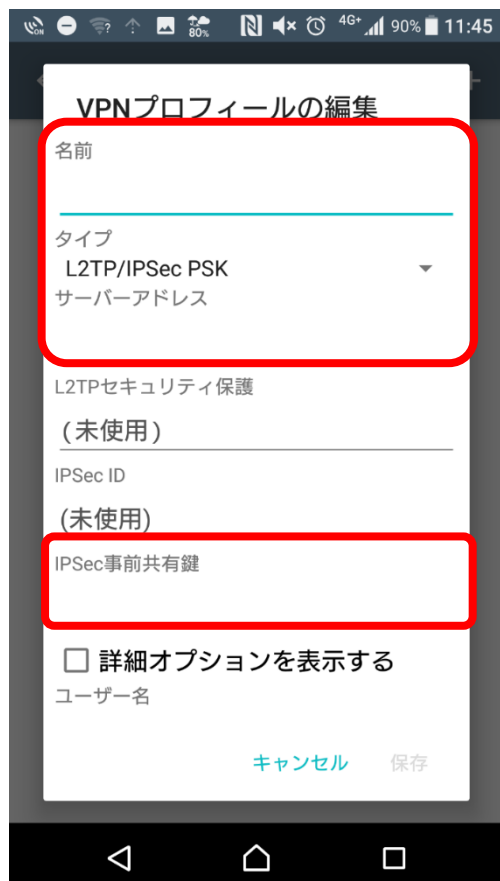 ON 80% 4G+ 90% 11:45
VPNプロフィールの編集
名前
タイプ
L2TP/IPSec PSK
サーバーアドレス
L2TPセキュリティ保護
(未使用)
IPSec ID
(未使用)
IPSec事前共有鍵
詳細オプションを表示する
ユーザー名
キャンセル 保存